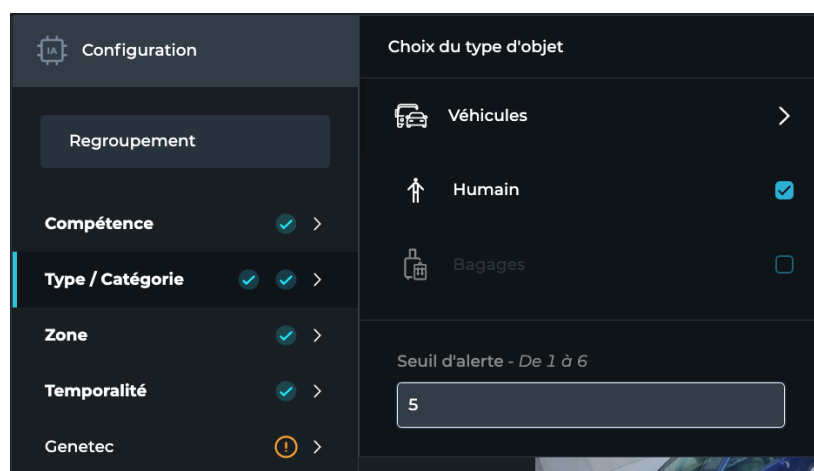 IA
Configuration
Regroupement
Compétence
Type / Catégorie
Zone
Temporalité
Genetec
Choix du type d'objet
Véhicules
Humain
Bagages
Seuil d'alerte - De 1 à 6
5